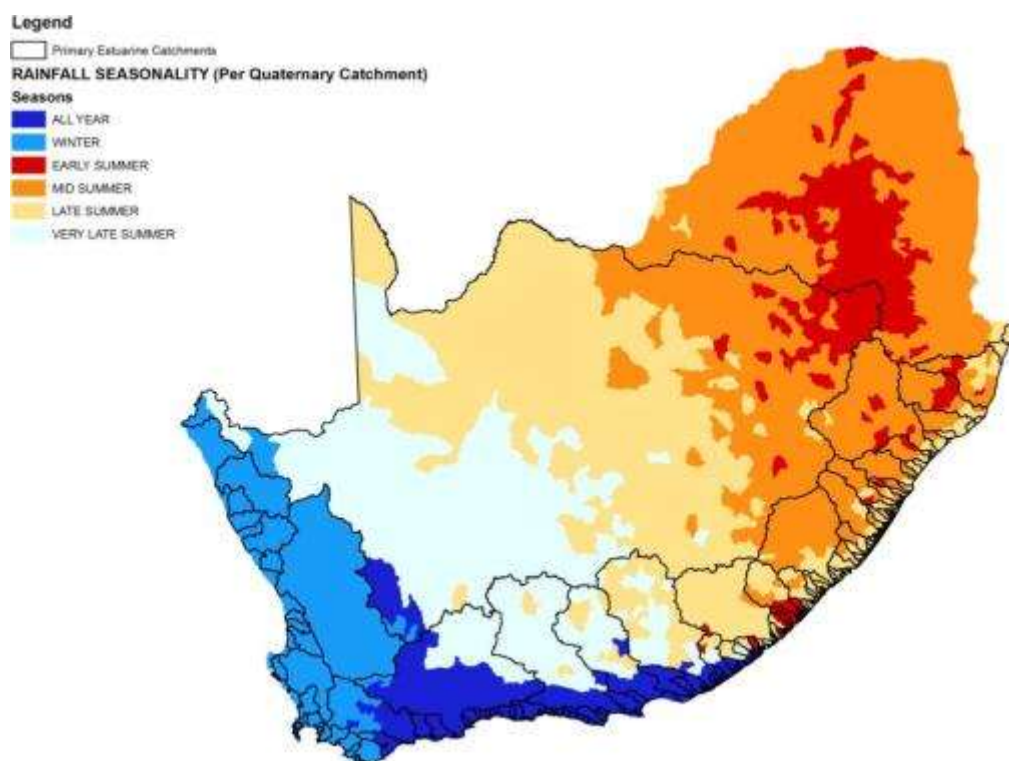 Legend
Primary Estuarine Catchments
RAINFALL SEASONALITY (Per Quaternary Catchment)
Seasons
ALL YEAR
WINTER
EARLY SUMMER
MID SUMMER
LATE SUMMER
VERY LATE SUMMER